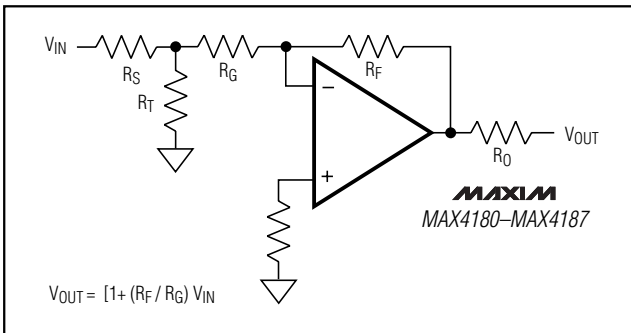 VIN
RS
RT
RG
RF
−
+
RO
VOUT
MAXIM
MAX4180–MAX4187
VOUT = [1+ (RF / RG) VIN